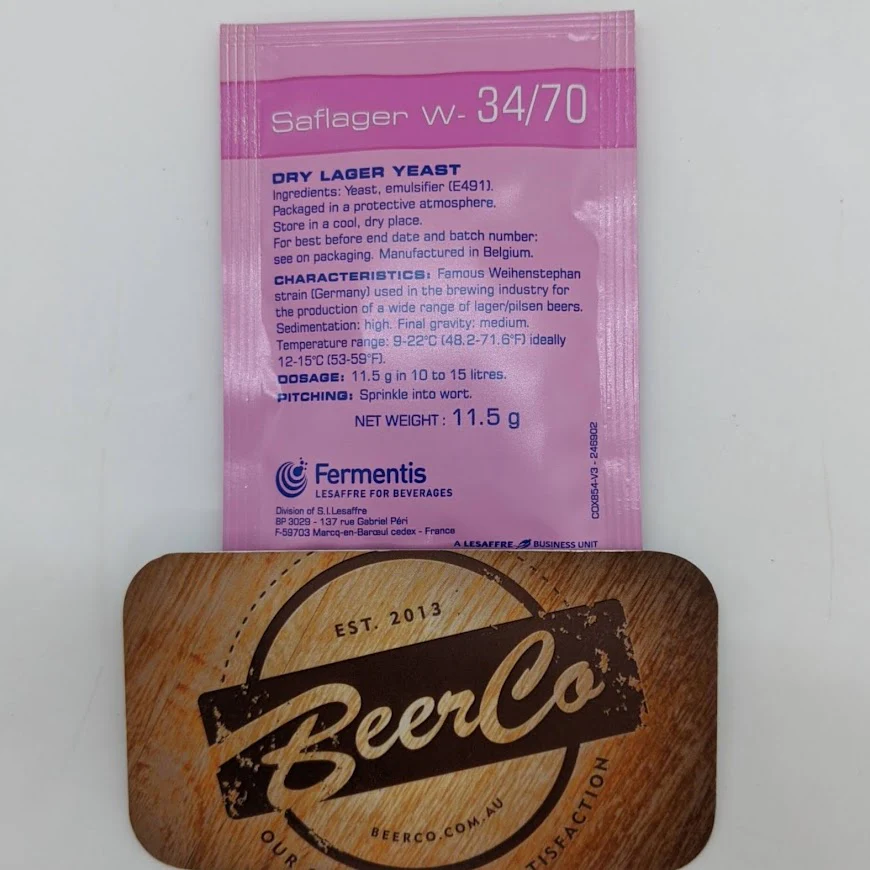 Saflager W- 34/70
DRY LAGER YEAST
Ingredients: Yeast, emulsifier (E491).
Packaged in a protective atmosphere.
Store in a cool, dry place.
For best before end date and batch number:
see on packaging. Manufactured in Belgium.
CHARACTERISTICS: Famous Weihenstephan
strain (Germany) used in the brewing industry for
the production of a wide range of lager/pilsen beers.
Sedimentation: high. Final gravity: medium.
Temperature range: 9-22°C (48.2-71.6°F) ideally
12-15°C (53-59°F).
DOSAGE: 11.5 g in 10 to 15 litres.
PITCHING: Sprinkle into wort.
NET WEIGHT : 11.5 g
COX854-V3 - 246902
Fermentis
LESAFFRE FOR BEVERAGES
Division of S.I.Lesaffre
BP 3029 - 137 rue Gabriel Péri
F-59703 Marcq-en-Barœul cedex - France
A LESAFFRE BUSINESS UNIT
EST. 2013
BeerCo
BEERCO.COM.AU
OUR